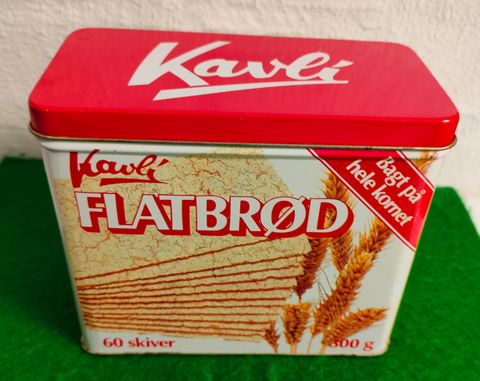 Kavli
Kavli
FLATBRØD
Bagt på
hele kornet
60 skiver
300 g